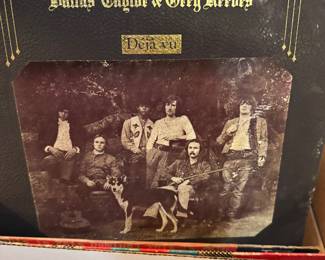 Dallas Taylor & Greg Reeves
Déjà vu